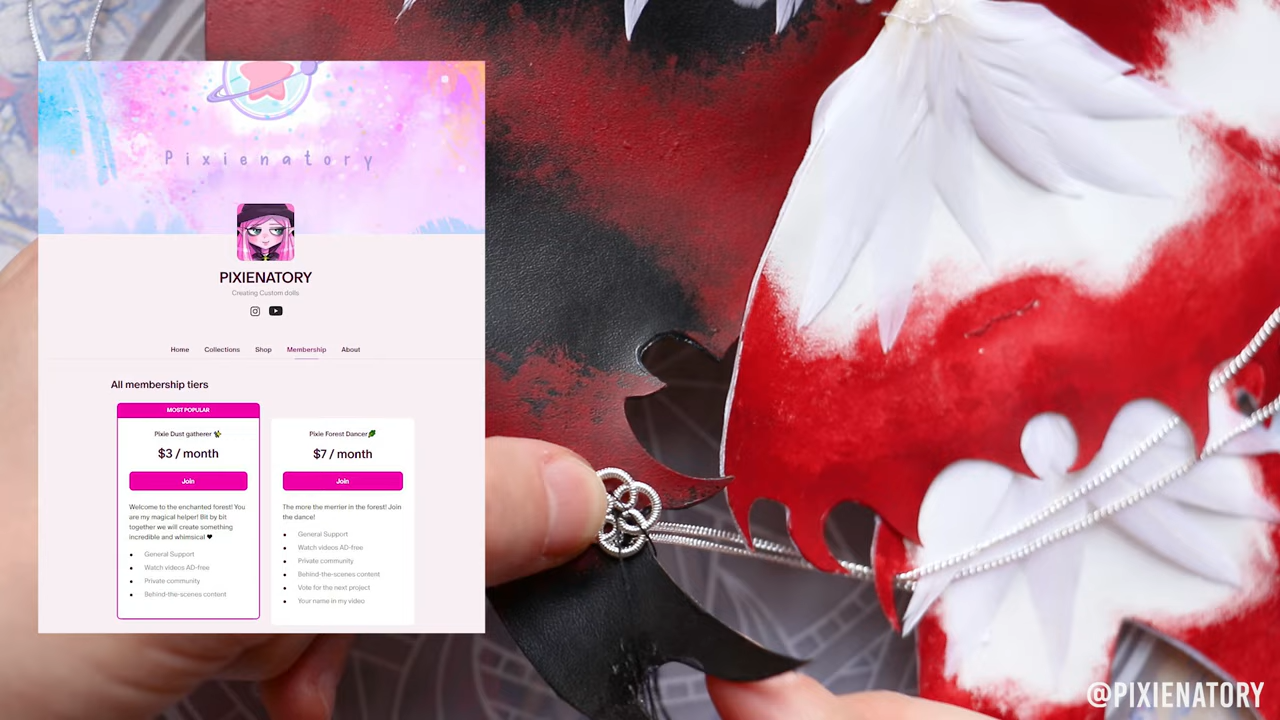 Pixienatory
PIXIENATORY
Creating Custom dolls
Home Collections Shop Membership About
All membership tiers
MOST POPULAR
Pixie Dust gatherer
$3 / month
Join
Welcome to the enchanted forest! You
are my magical helper! Bit by bit
together we will create something
incredible and whimsical ♥
• General Support
• Watch videos AD-free
• Private community
• Behind-the-scenes content
Pixie Forest Dancer
$7 / month
Join
The more the merrier in the forest! Join
the dance!
• General Support
• Watch videos AD-free
• Private community
• Behind-the-scenes content
• Vote for the next project
• Your name in my video
@PIXIENATORY